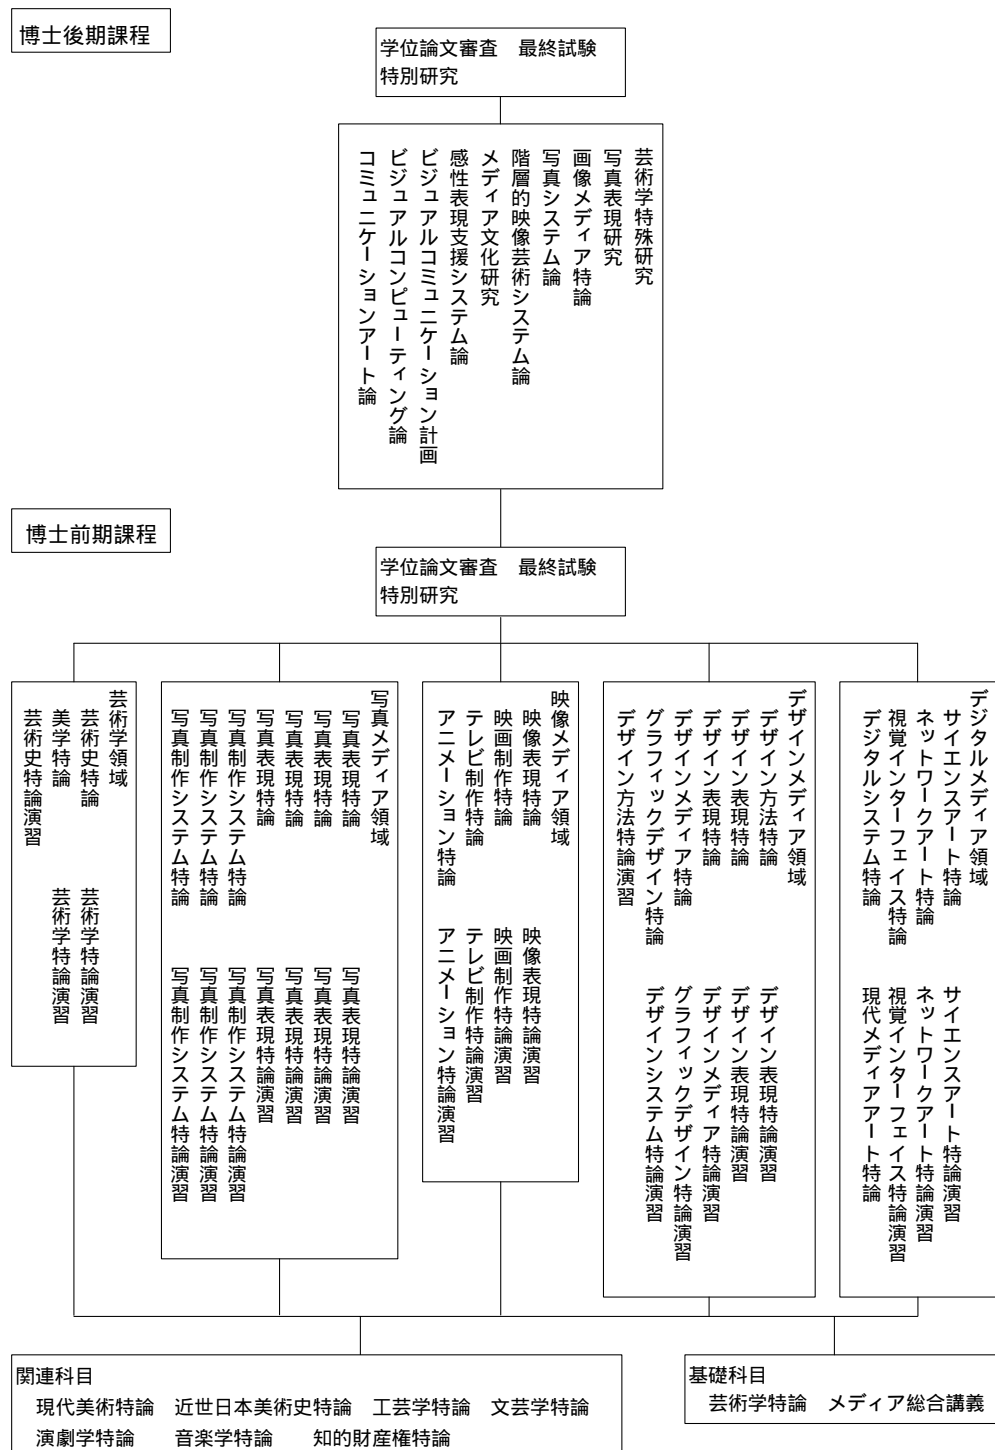 博士後期課程
学位論文審査　最終試験
特別研究
芸術学特殊研究
写真表現研究
画像メディア特論
写真システム論
階層的映像芸術システム論
メディア文化研究
感性表現支援システム論
ビジュアルコミュニケーション計画
ビジュアルコンピューティング論
コミュニケーションアート論
博士前期課程
学位論文審査　最終試験
特別研究
芸術学領域
芸術史特論　芸術学特論演習
美学特論　芸術学特論演習
芸術史特論演習
写真メディア領域
写真表現特論　写真表現特論演習
写真表現特論　写真表現特論演習
写真表現特論　写真表現特論演習
写真表現特論　写真表現特論演習
写真制作システム特論　写真制作システム特論演習
写真制作システム特論　写真制作システム特論演習
写真制作システム特論　写真制作システム特論演習
映像メディア領域
映像表現特論　映像表現特論演習
映画制作特論　映画制作特論演習
テレビ制作特論　テレビ制作特論演習
アニメーション特論　アニメーション特論演習
デザインメディア領域
デザイン方法特論　デザイン表現特論演習
デザイン表現特論　デザイン表現特論演習
デザイン表現特論　デザインメディア特論演習
デザインメディア特論　グラフィックデザイン特論演習
グラフィックデザイン特論　デザインシステム特論演習
デザイン方法特論演習
デジタルメディア領域
サイエンスアート特論　サイエンスアート特論演習
ネットワークアート特論　ネットワークアート特論演習
視覚インターフェイス特論　視覚インターフェイス特論演習
デジタルシステム特論　現代メディアアート特論
関連科目
現代美術特論　近世日本美術史特論　工芸学特論　文芸学特論
演劇学特論　音楽学特論　知的財産権特論
基礎科目
芸術学特論　メディア総合講義